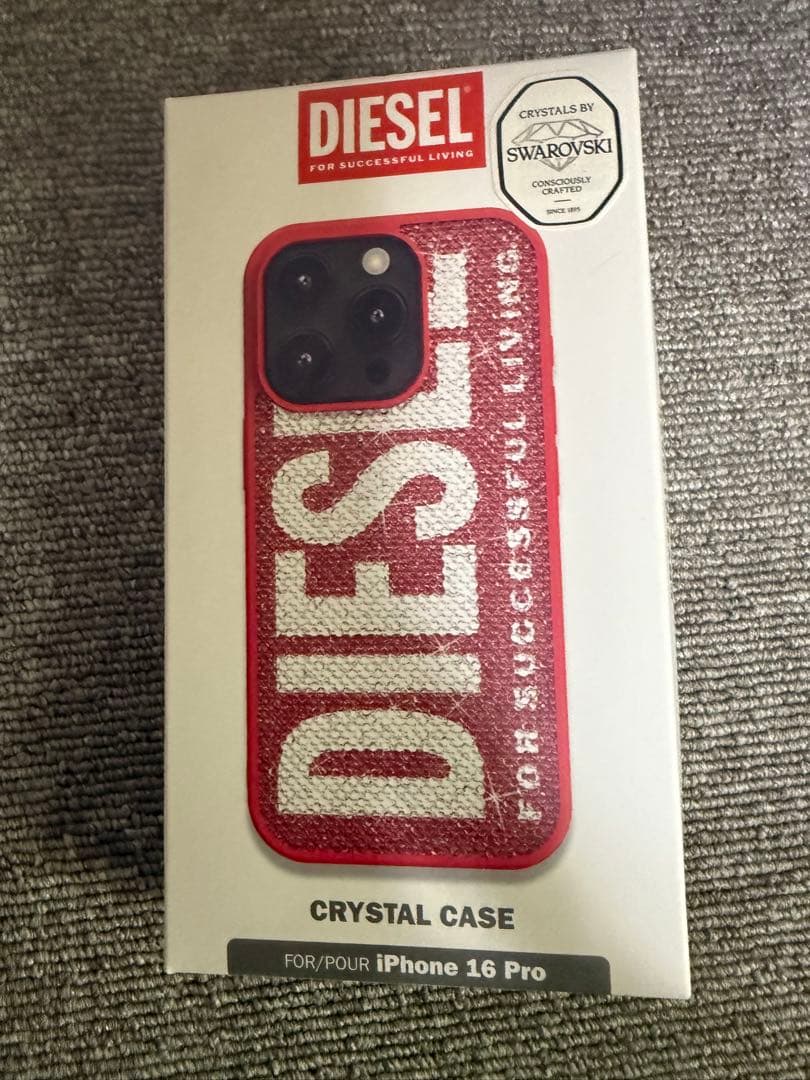 DIESEL®
FOR SUCCESSFUL LIVING
CRYSTALS BY
SWAROVSKI
CONSCIOUSLY
CRAFTED
SINCE 1895
DIESEL
FOR SUCCESSFUL LIVING
CRYSTAL CASE
FOR/POUR iPhone 16 Pro